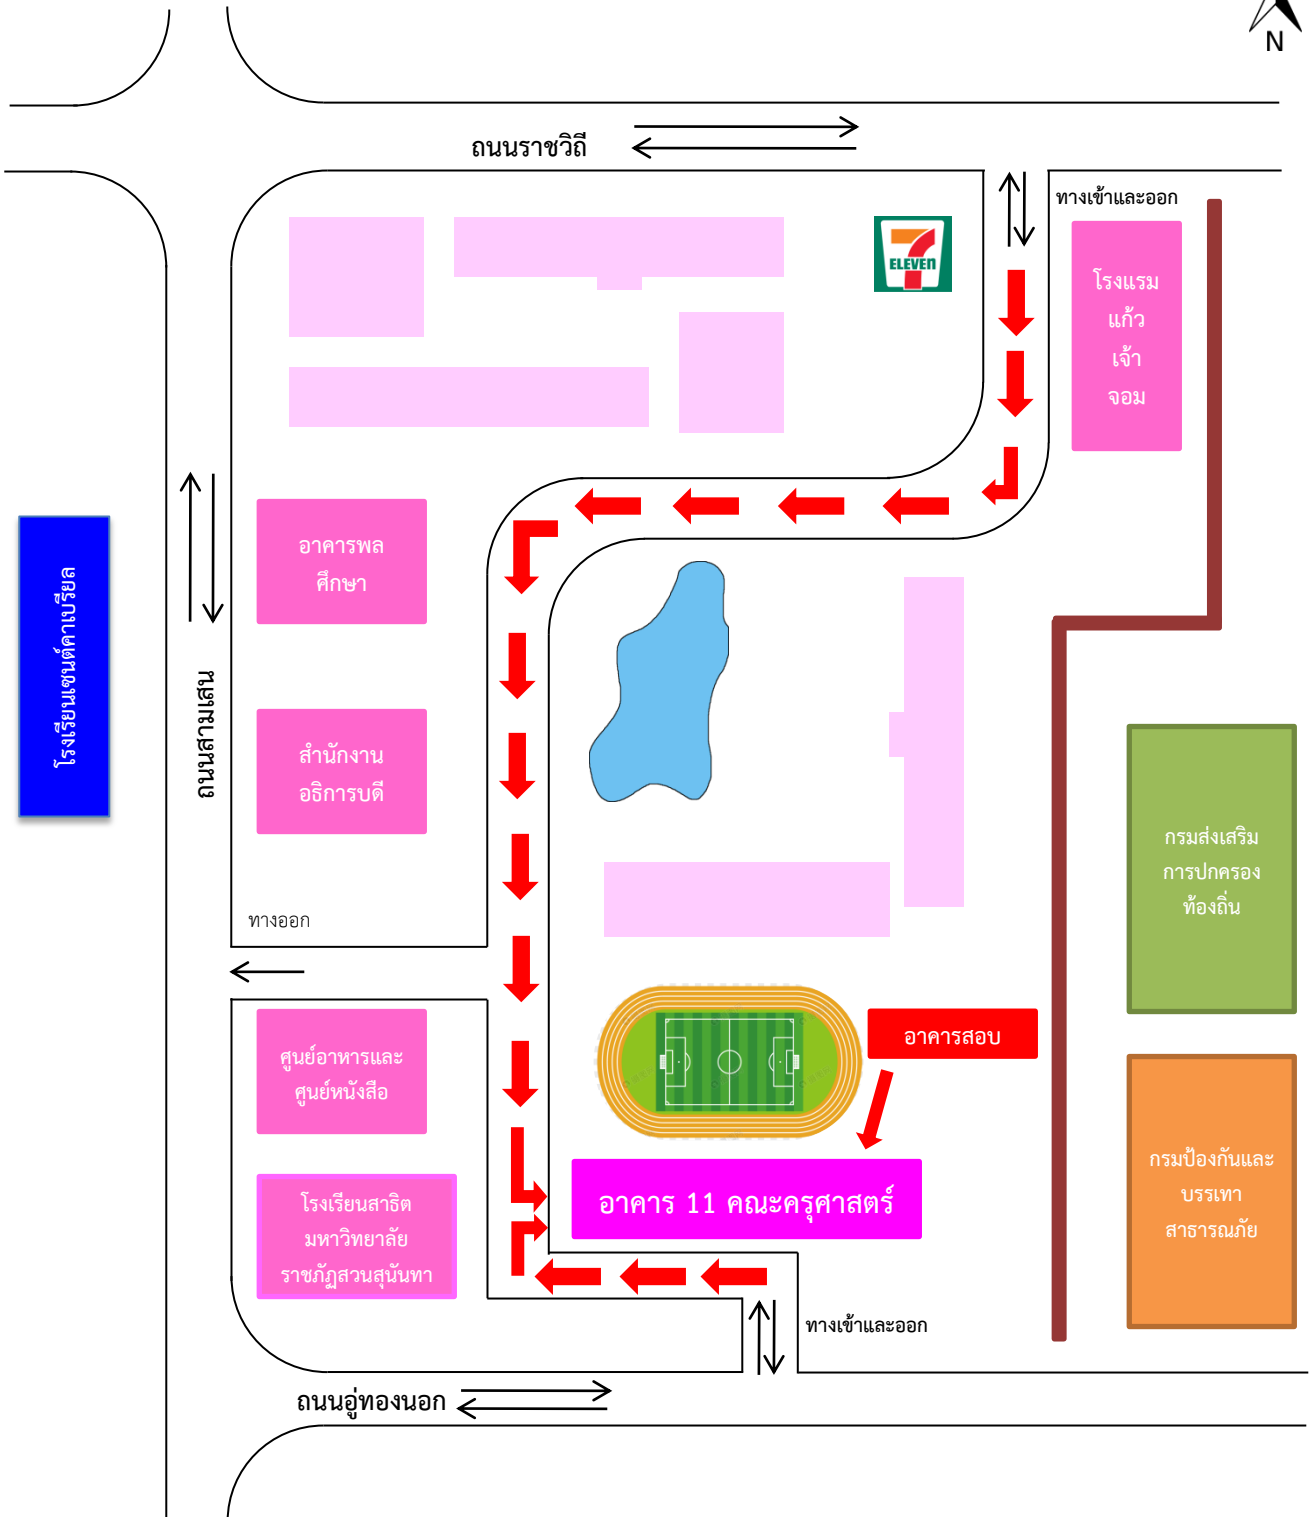 N
ถนนราชวิถี
ทางเข้าและออก
7
ELEVEn
โรงแรม
แก้ว
เจ้า
จอม
อาคารพล
ศึกษา
โรงเรียนเซนต์คาเบรียล
ถนนสามเสน
สำนักงาน
อธิการบดี
กรมส่งเสริม
การปกครอง
ท้องถิ่น
ทางออก
อาคารสอบ
ศูนย์อาหารและ
ศูนย์หนังสือ
กรมป้องกันและ
บรรเทา
สาธารณภัย
อาคาร 11 คณะครุศาสตร์
โรงเรียนสาธิต
มหาวิทยาลัย
ราชภัฏสวนสุนันทา
ทางเข้าและออก
ถนนอู่ทองนอก